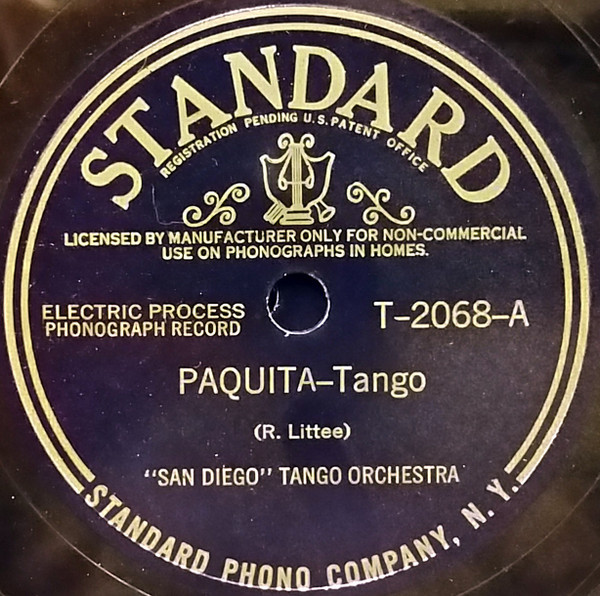 STANDARD
REGISTRATION PENDING U.S. PATENT OFFICE
LICENSED BY MANUFACTURER ONLY FOR NON-COMMERCIAL
USE ON PHONOGRAPHS IN HOMES.
ELECTRIC PROCESS
PHONOGRAPH RECORD
T-2068-A
PAQUITA-Tango
(R. Littee)
"SAN DIEGO" TANGO ORCHESTRA
STANDARD PHONO COMPANY, N. Y.